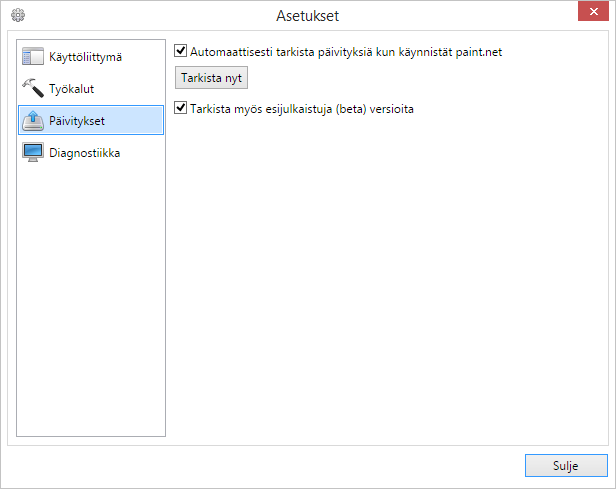 Asetukset
Käyttöliittymä
Työkalut
Päivitykset
Diagnostiikka
Automaattisesti tarkista päivityksiä kun käynnistät paint.net
Tarkista nyt
Tarkista myös esijulkaistuja (beta) versioita
Sulje